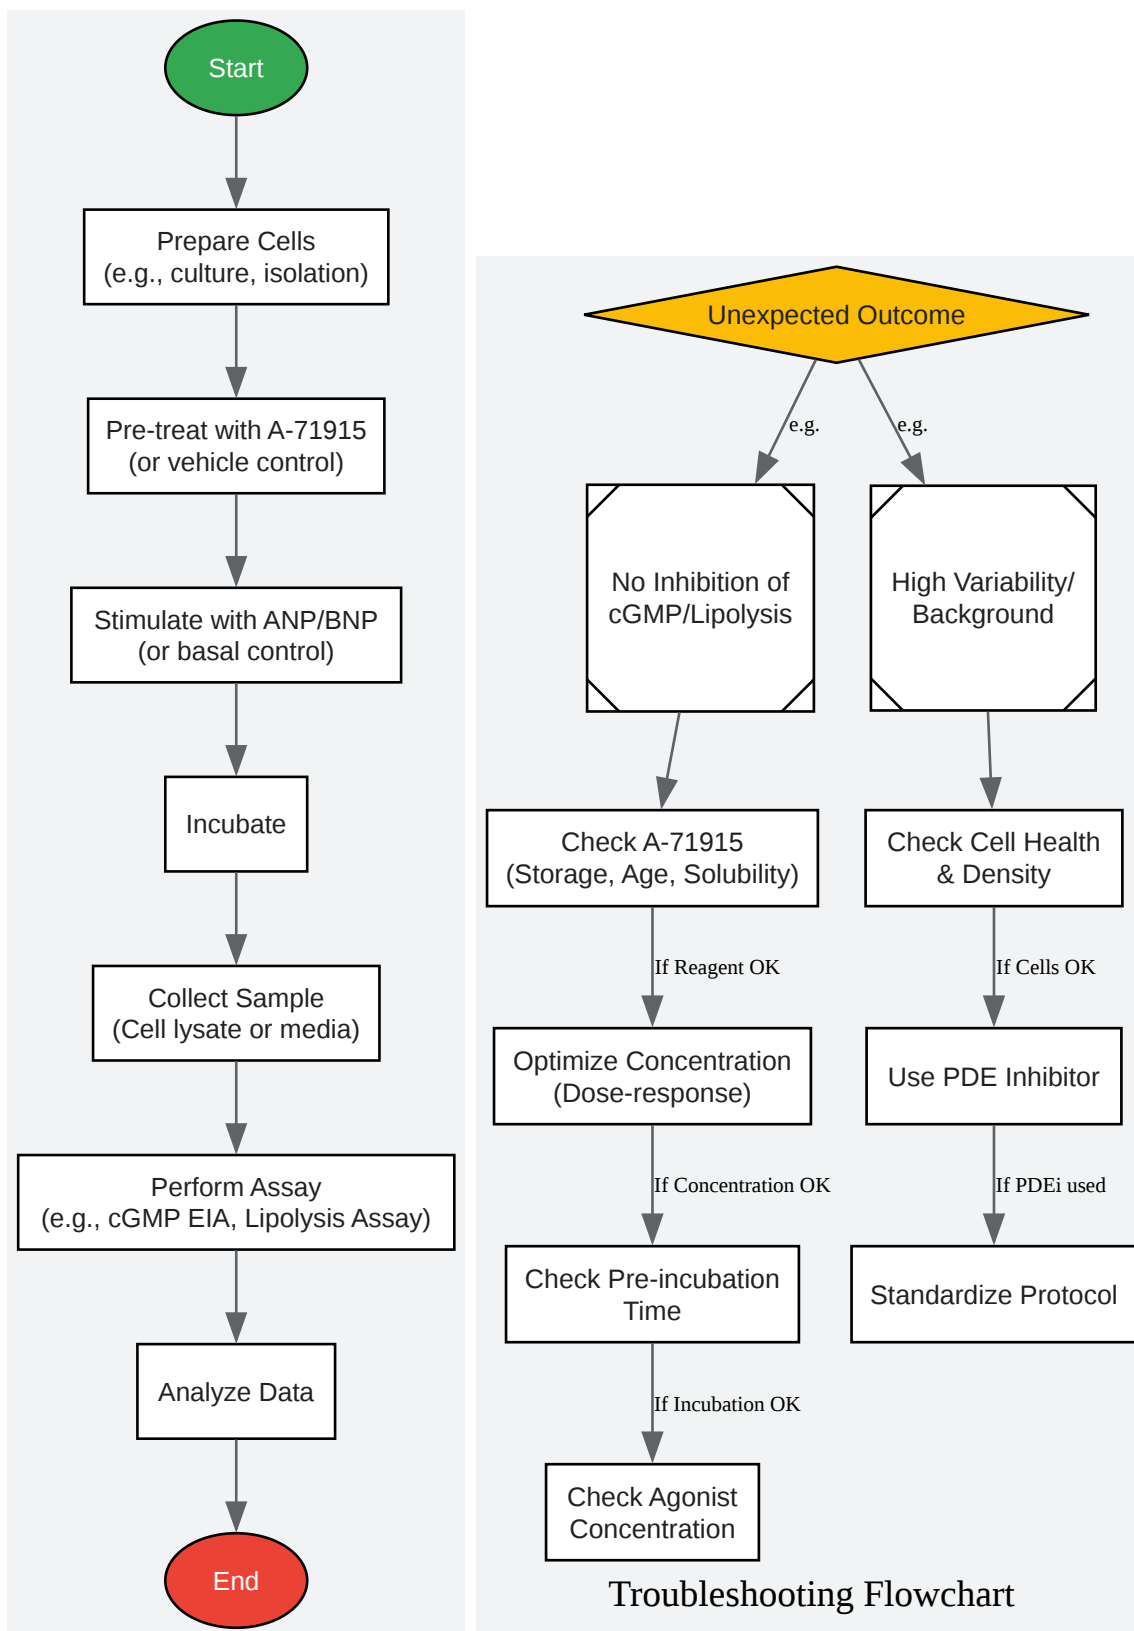 Start
Prepare Cells
(e.g., culture, isolation)
Pre-treat with A-71915
(or vehicle control)
Stimulate with ANP/BNP
(or basal control)
Incubate
Collect Sample
(Cell lysate or media)
Perform Assay
(e.g., cGMP EIA, Lipolysis Assay)
Analyze Data
End
Unexpected Outcome
e.g.
e.g.
No Inhibition of
cGMP/Lipolysis
High Variability/
Background
Check A-71915
(Storage, Age, Solubility)
Check Cell Health
& Density
If Reagent OK
If Cells OK
Optimize Concentration
(Dose-response)
Use PDE Inhibitor
If Concentration OK
If PDEi used
Check Pre-incubation
Time
Standardize Protocol
If Incubation OK
Check Agonist
Concentration
Troubleshooting Flowchart